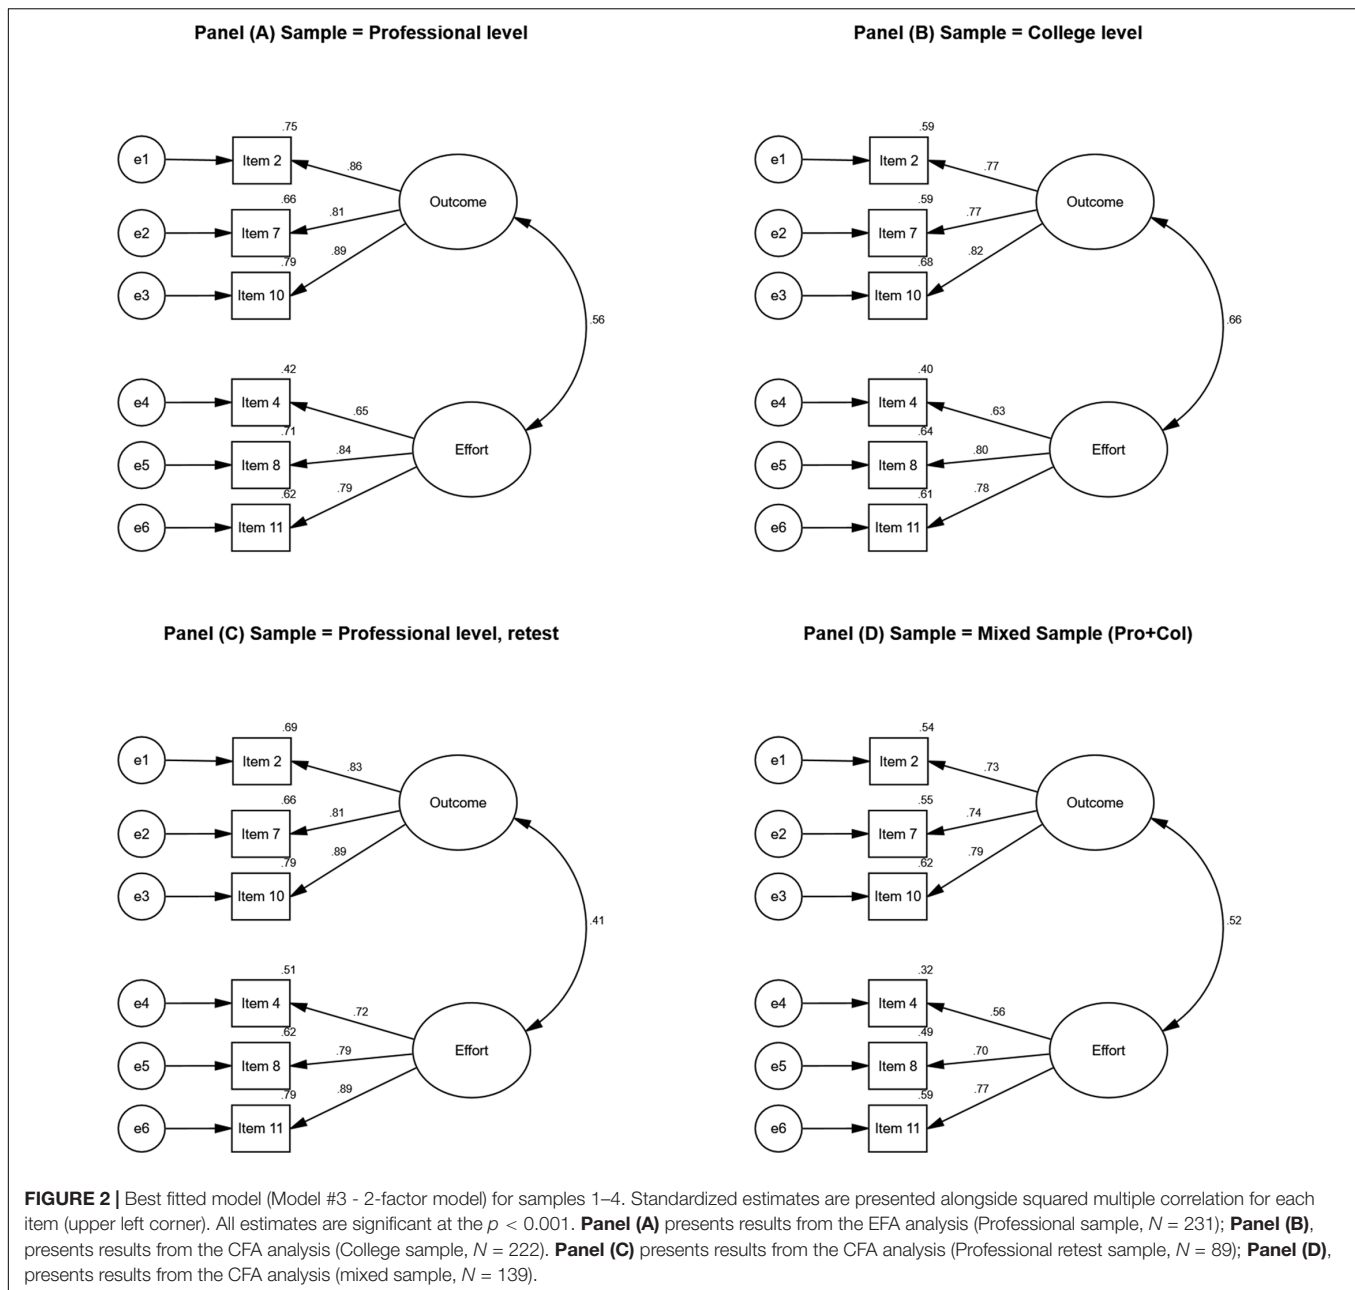 Panel (A) Sample = Professional level
.75
e1
Item 2
.86
.66
e2
Item 7
.81
Outcome
.79
e3
Item 10
.89
.56
.42
e4
Item 4
.65
.71
e5
Item 8
.84
Effort
.62
e6
Item 11
.79
Panel (B) Sample = College level
.59
e1
Item 2
.77
.59
e2
Item 7
.77
Outcome
.68
e3
Item 10
.82
.66
.40
e4
Item 4
.63
.64
e5
Item 8
.80
Effort
.61
e6
Item 11
.78
Panel (C) Sample = Professional level, retest
.69
e1
Item 2
.83
.66
e2
Item 7
.81
Outcome
.79
e3
Item 10
.89
.41
.51
e4
Item 4
.72
.62
e5
Item 8
.79
Effort
.79
e6
Item 11
.89
Panel (D) Sample = Mixed Sample (Pro+Col)
.54
e1
Item 2
.73
.55
e2
Item 7
.74
Outcome
.62
e3
Item 10
.79
.52
.32
e4
Item 4
.56
.49
e5
Item 8
.70
Effort
.59
e6
Item 11
.77
FIGURE 2 | Best fitted model (Model #3 - 2-factor model) for samples 1–4. Standardized estimates are presented alongside squared multiple correlation for each
item (upper left corner). All estimates are significant at the p < 0.001. Panel (A) presents results from the EFA analysis (Professional sample, N = 231); Panel (B),
presents results from the CFA analysis (College sample, N = 222). Panel (C) presents results from the CFA analysis (Professional retest sample, N = 89); Panel (D),
presents results from the CFA analysis (mixed sample, N = 139).